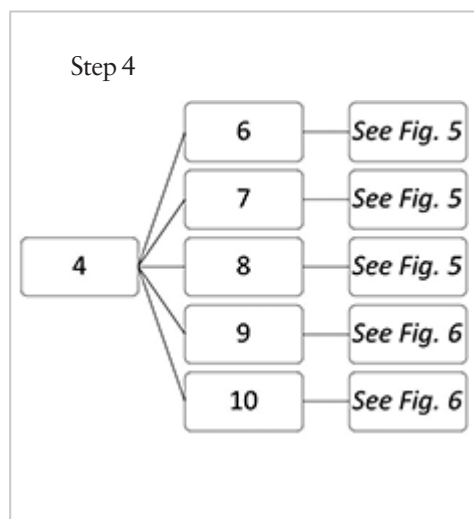 Step 4
6 See Fig. 5
7 See Fig. 5
4 8 See Fig. 5
9 See Fig. 6
10 See Fig. 6